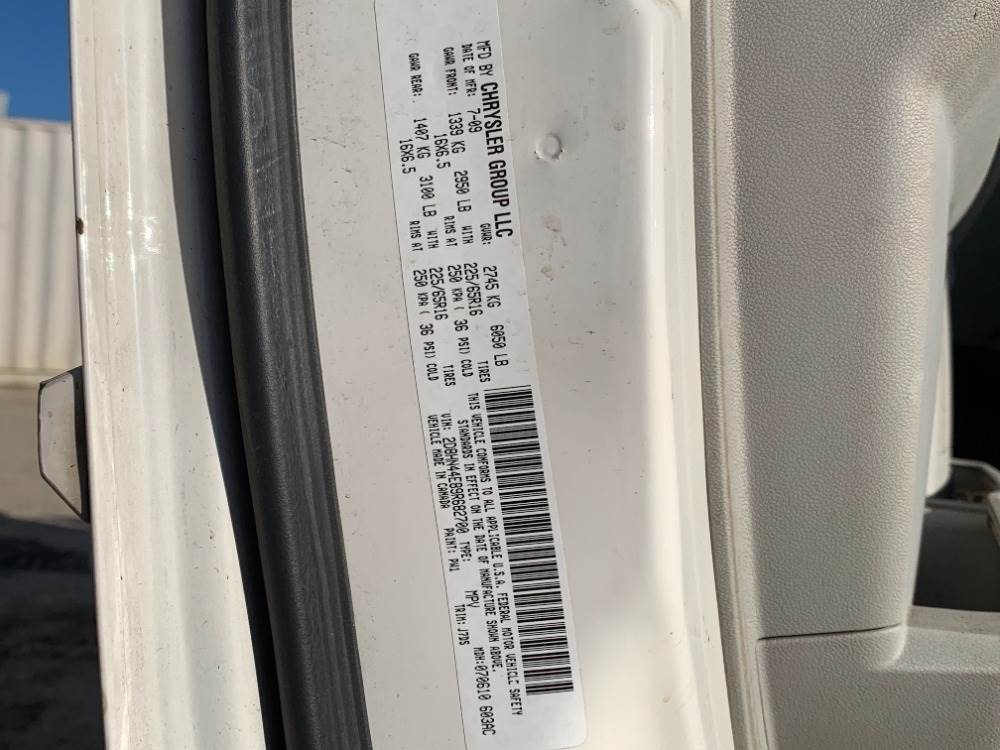 MFD BY CHRYSLER GROUP LLC
DATE OF MFR: 7-09 GVWR: 2745 KG 6050 LB
GAWR FRONT: 1339 KG 2950 LB WITH 225/65R16 TIRES
16X6.5 RIMS AT 250 KPA ( 36 PSI) COLD
GAWR REAR: 1407 KG 3100 LB WITH 225/65R16 TIRES
16X6.5 RIMS AT 250 KPA ( 36 PSI) COLD
THIS VEHICLE CONFORMS TO ALL APPLICABLE U.S.A. FEDERAL MOTOR VEHICLE SAFETY
STANDARDS IN EFFECT ON THE DATE OF MANUFACTURE SHOWN ABOVE.
VIN: 2D8HN44E89R682700 TYPE: MPV MDH:070610 603AC
VEHICLE MADE IN CANADA PAINT: PW1 TRIM: J7D5